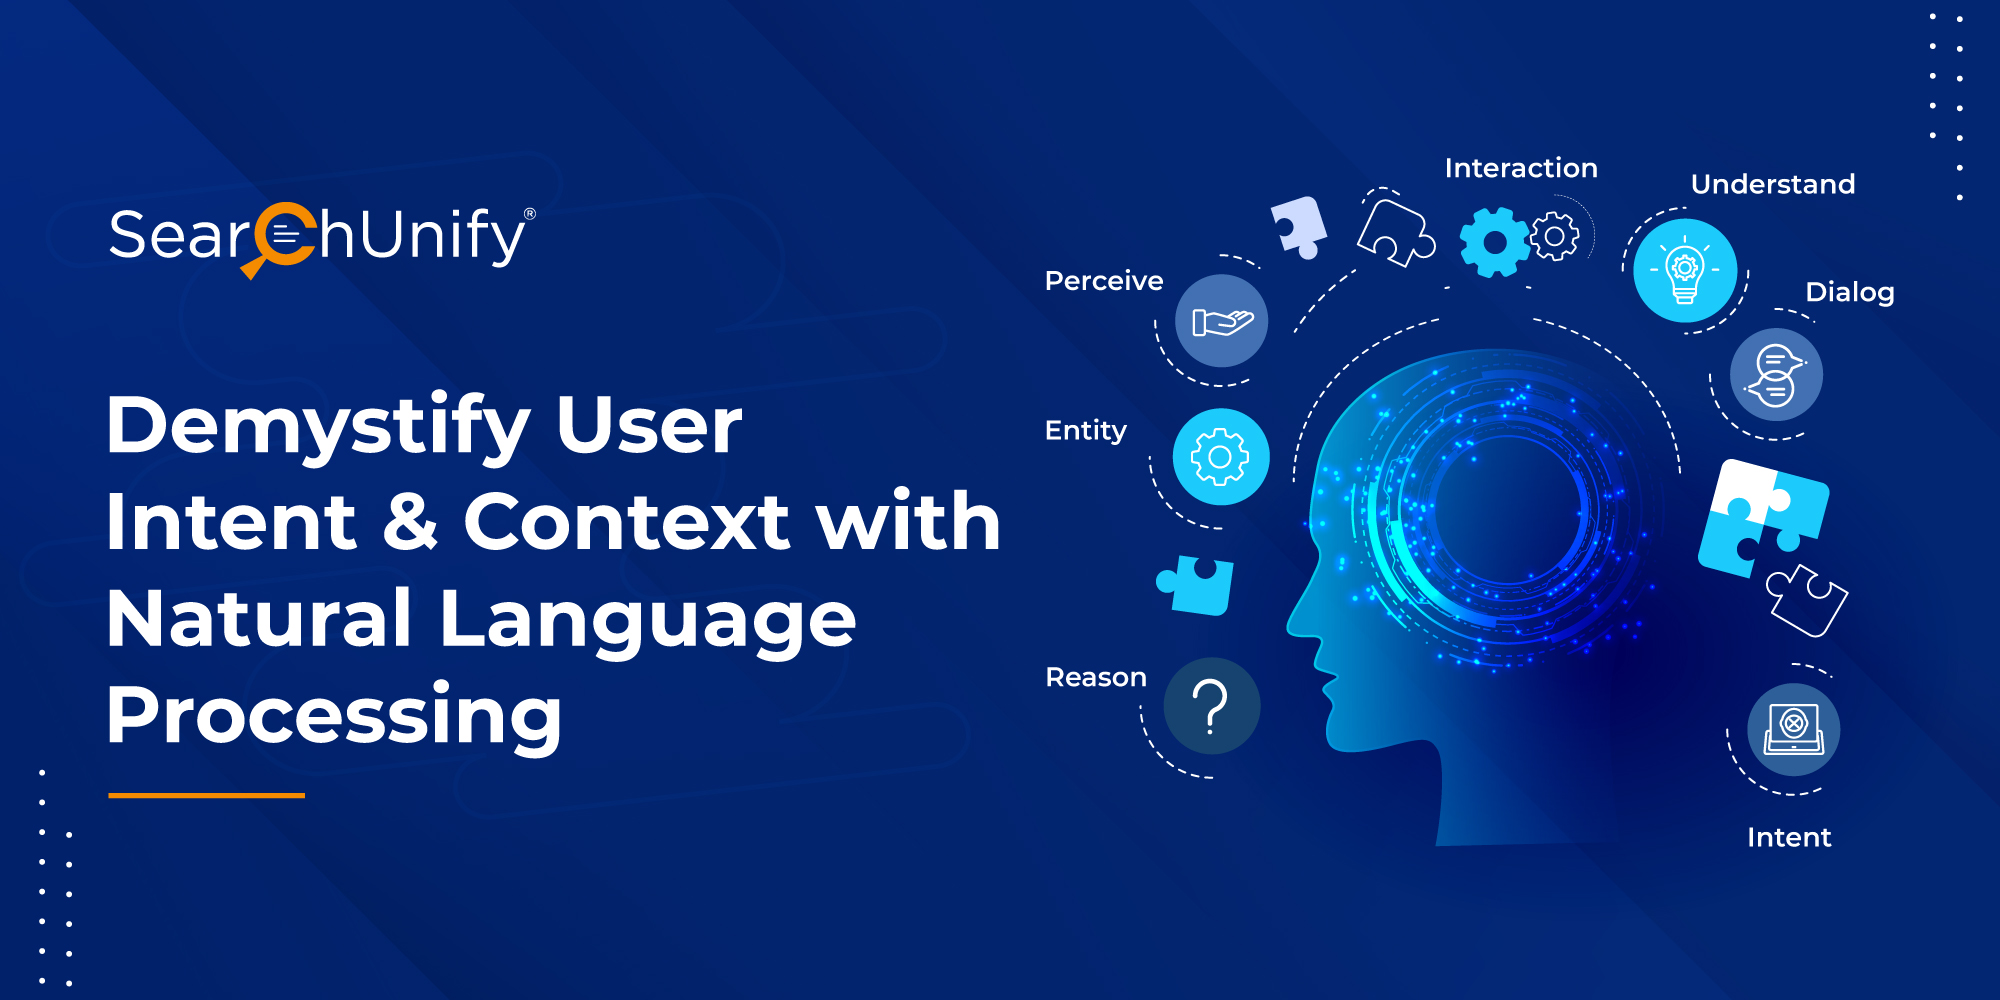 SearchUnify®
Demystify User
Intent & Context with
Natural Language
Processing
Interaction
Understand
Perceive
Dialog
Entity
Reason
Intent